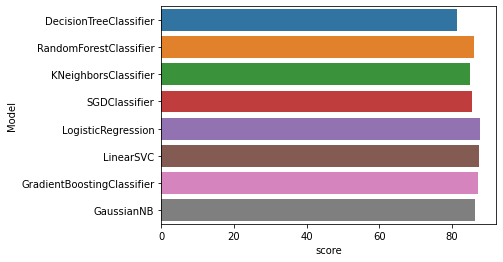 DecisionTreeClassifier
RandomForestClassifier
KNeighborsClassifier
SGDClassifier
LogisticRegression
LinearSVC
GradientBoostingClassifier
GaussianNB
Model
0 20 40 60 80
score